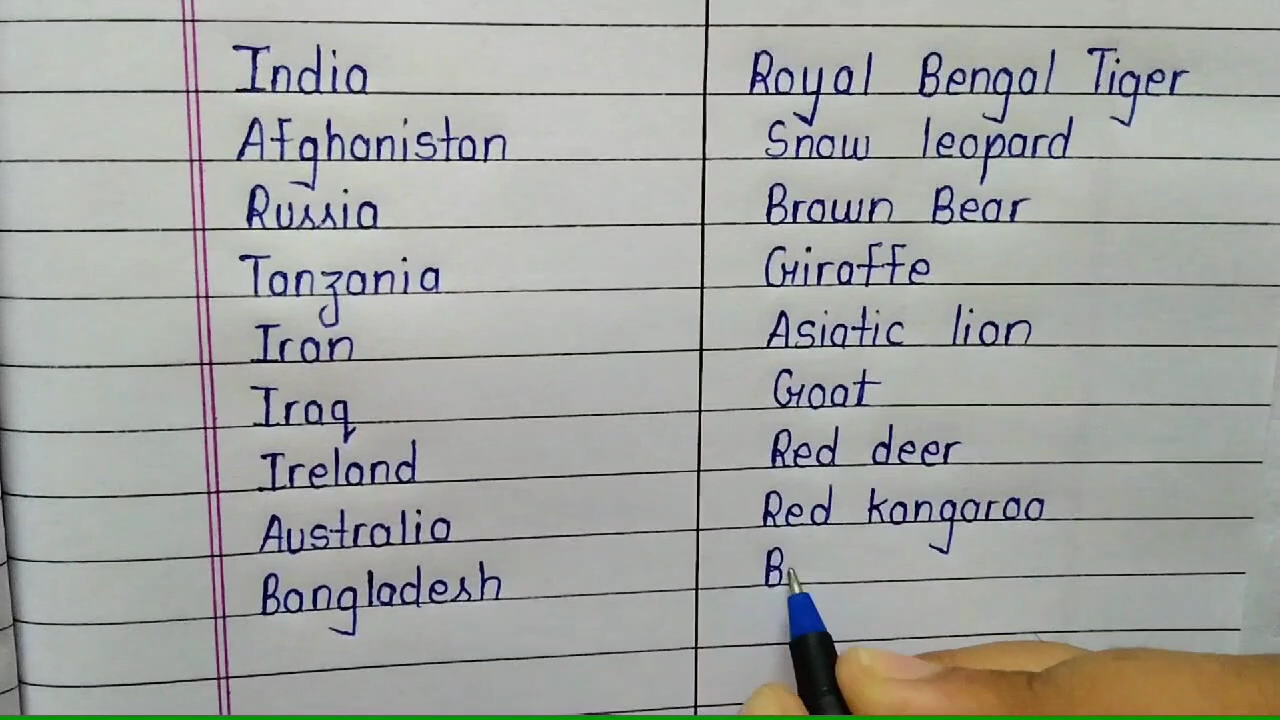 India Royal Bengal Tiger
Afghanistan Snow leopard
Russia Brown Bear
Tanzania Giraffe
Iran Asiatic lion
Iraq Goat
Ireland Red deer
Australia Red kangaroo
Bangladesh B